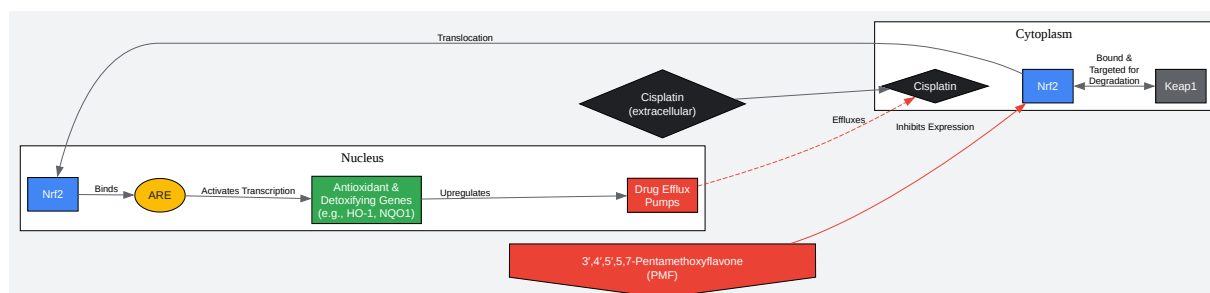 Cytoplasm
Translocation
Bound &
Targeted for
Degradation
Cisplatin
Nrf2
Keap1
Cisplatin
(extracellular)
Effluxes
Inhibits Expression
Nucleus
Nrf2
Binds
ARE
Activates Transcription
Antioxidant &
Detoxifying Genes
(e.g., HO-1, NQO1)
Upregulates
Drug Efflux
Pumps
3',4',5',5,7-Pentamethoxyflavone
(PMF)